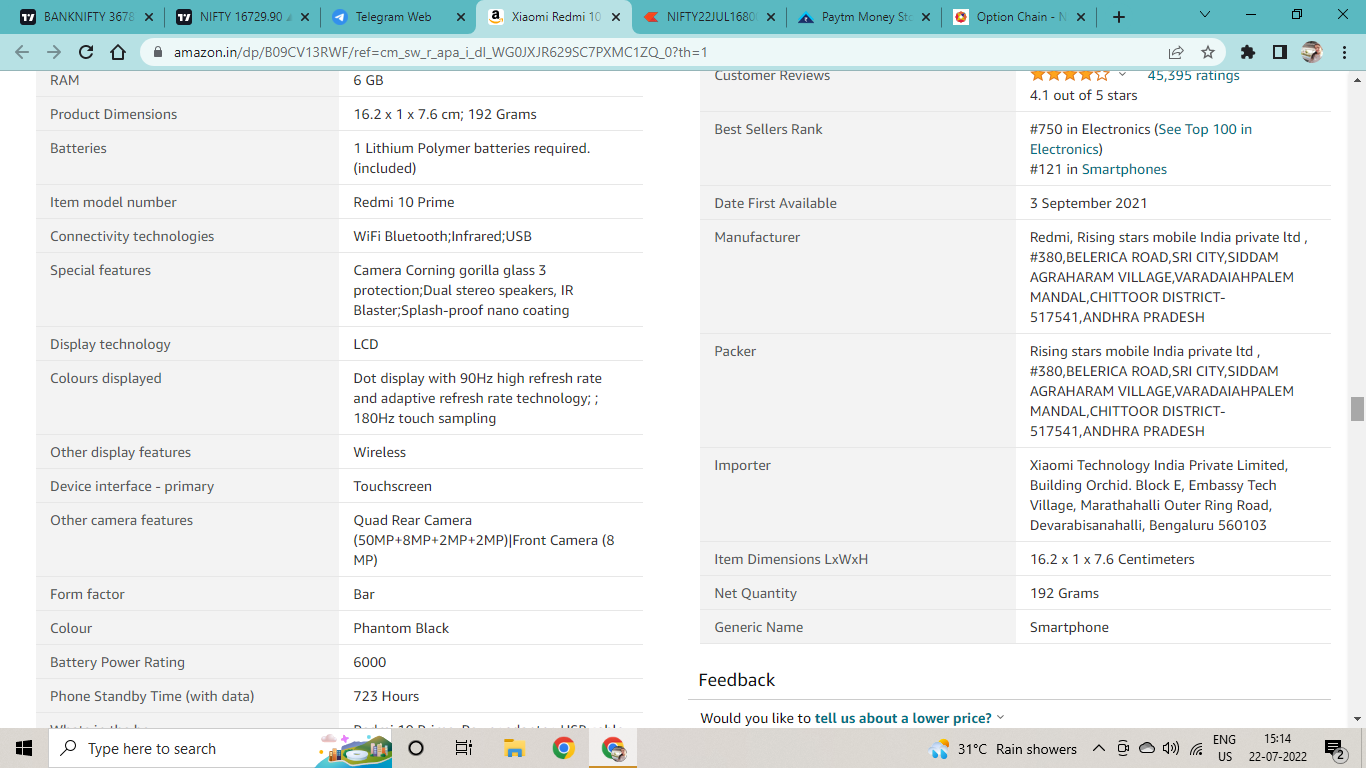 BANKNIFTY 3678
NIFTY 16729.90
Telegram Web
Xiaomi Redmi 10
NIFTY22JUL1680
Paytm Money Sto
Option Chain - N
amazon.in/dp/B09CV13RWF/ref=cm_sw_r_apa_i_dl_WG0JXJR629SC7PXMC1ZQ_0?th=1
RAM 6 GB
Product Dimensions 16.2 x 1 x 7.6 cm; 192 Grams
Batteries 1 Lithium Polymer batteries required.
(included)
Item model number Redmi 10 Prime
Connectivity technologies WiFi Bluetooth;Infrared;USB
Special features Camera Corning gorilla glass 3
protection;Dual stereo speakers, IR
Blaster;Splash-proof nano coating
Display technology LCD
Colours displayed Dot display with 90Hz high refresh rate
and adaptive refresh rate technology; ;
180Hz touch sampling
Other display features Wireless
Device interface - primary Touchscreen
Other camera features Quad Rear Camera
(50MP+8MP+2MP+2MP)|Front Camera (8
MP)
Form factor Bar
Colour Phantom Black
Battery Power Rating 6000
Phone Standby Time (with data) 723 Hours
Customer Reviews 45,395 ratings
4.1 out of 5 stars
Best Sellers Rank #750 in Electronics (See Top 100 in
Electronics)
#121 in Smartphones
Date First Available 3 September 2021
Manufacturer Redmi, Rising stars mobile India private ltd ,
#380,BELERICA ROAD,SRI CITY,SIDDAM
AGRAHARAM VILLAGE,VARADAIAHPALEM
MANDAL,CHITTOOR DISTRICT-
517541,ANDHRA PRADESH
Packer Rising stars mobile India private ltd ,
#380,BELERICA ROAD,SRI CITY,SIDDAM
AGRAHARAM VILLAGE,VARADAIAHPALEM
MANDAL,CHITTOOR DISTRICT-
517541,ANDHRA PRADESH
Importer Xiaomi Technology India Private Limited,
Building Orchid. Block E, Embassy Tech
Village, Marathahalli Outer Ring Road,
Devarabisanahalli, Bengaluru 560103
Item Dimensions LxWxH 16.2 x 1 x 7.6 Centimeters
Net Quantity 192 Grams
Generic Name Smartphone
Feedback
Would you like to tell us about a lower price?
Type here to search
31°C Rain showers
ENG
US
15:14
22-07-2022
2